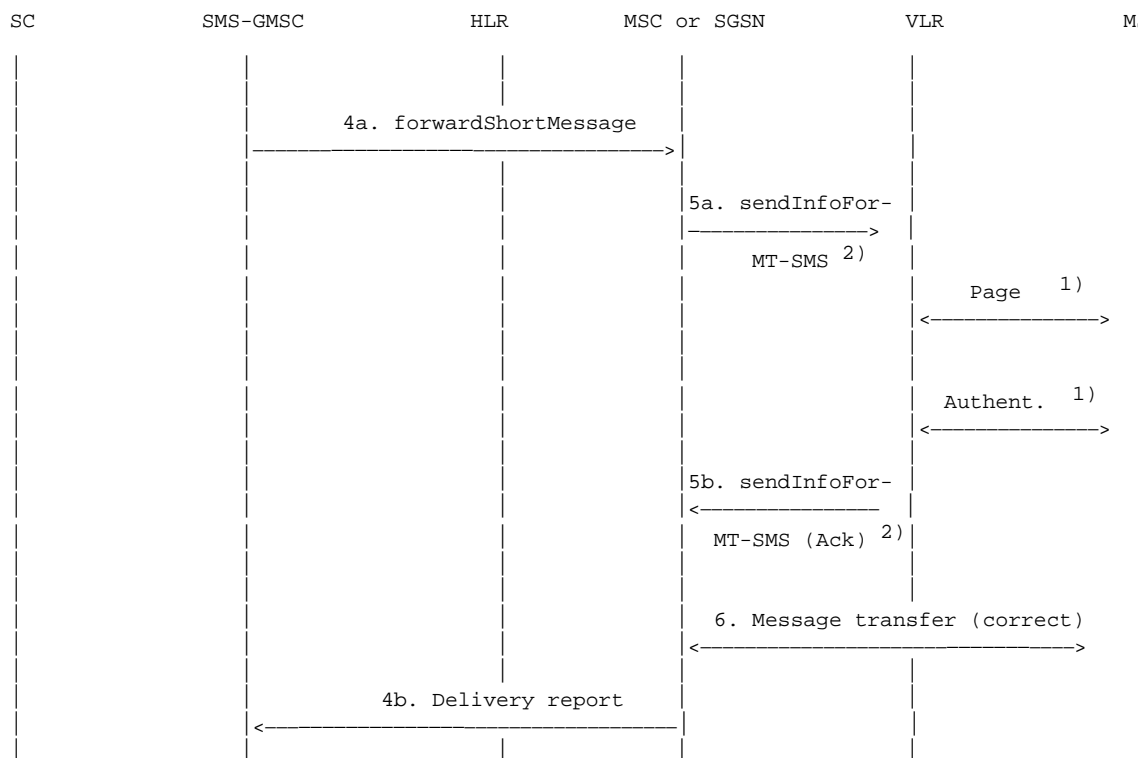 SC SMS-GMSC HLR MSC or SGSN VLR
4a. forwardShortMessage
5a. sendInfoFor-
MT-SMS 2)
Page 1)
Authent. 1)
5b. sendInfoFor-
MT-SMS (Ack) 2)
6. Message transfer (correct)
4b. Delivery report